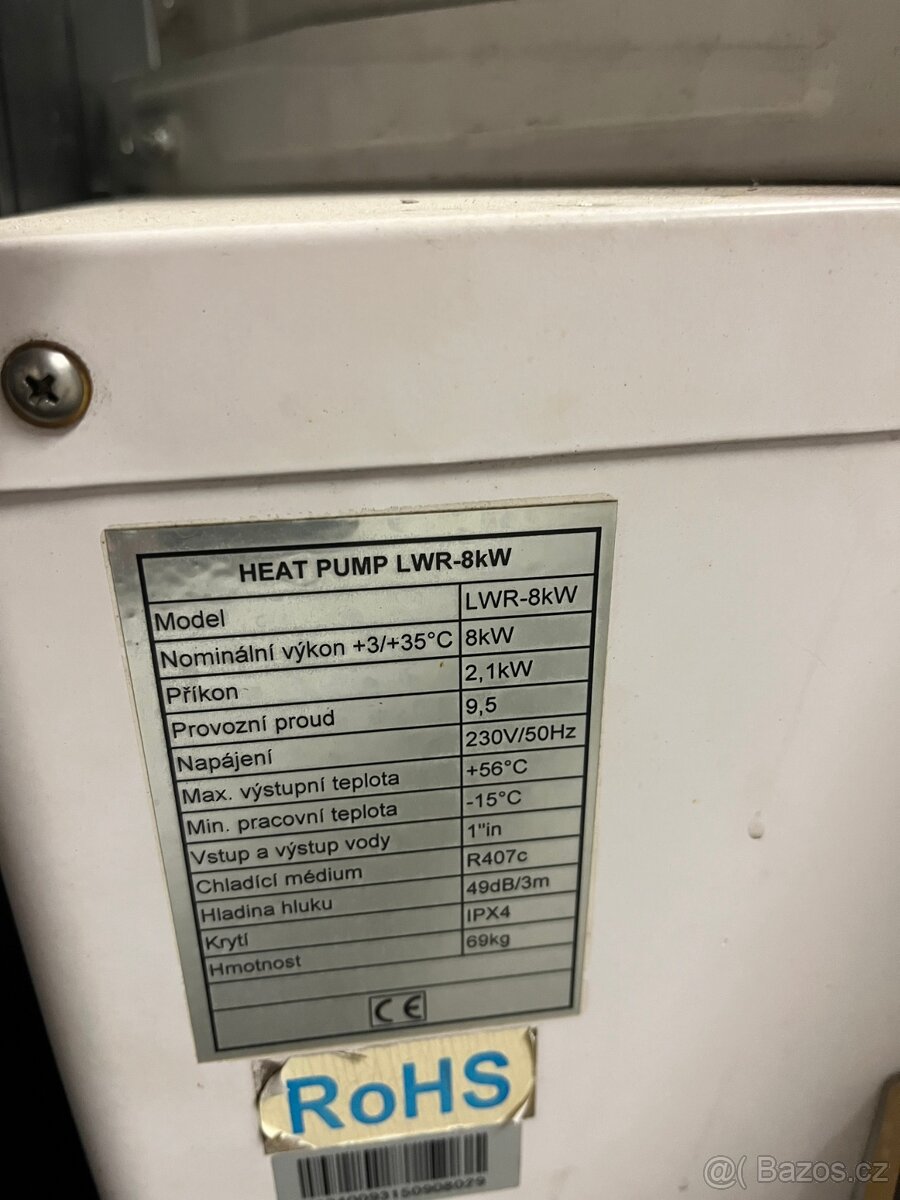 HEAT PUMP LWR-8kW
Model LWR-8kW
Nominální výkon +3/+35°C 8kW
Příkon 2,1kW
Provozní proud 9,5
Napájení 230V/50Hz
Max. výstupní teplota +56°C
Min. pracovní teplota -15°C
Vstup a výstup vody 1"in
Chladící médium R407c
Hladina hluku 49dB/3m
Krytí IPX4
Hmotnost 69kg
CE
RoHS
@( Bazos.cz